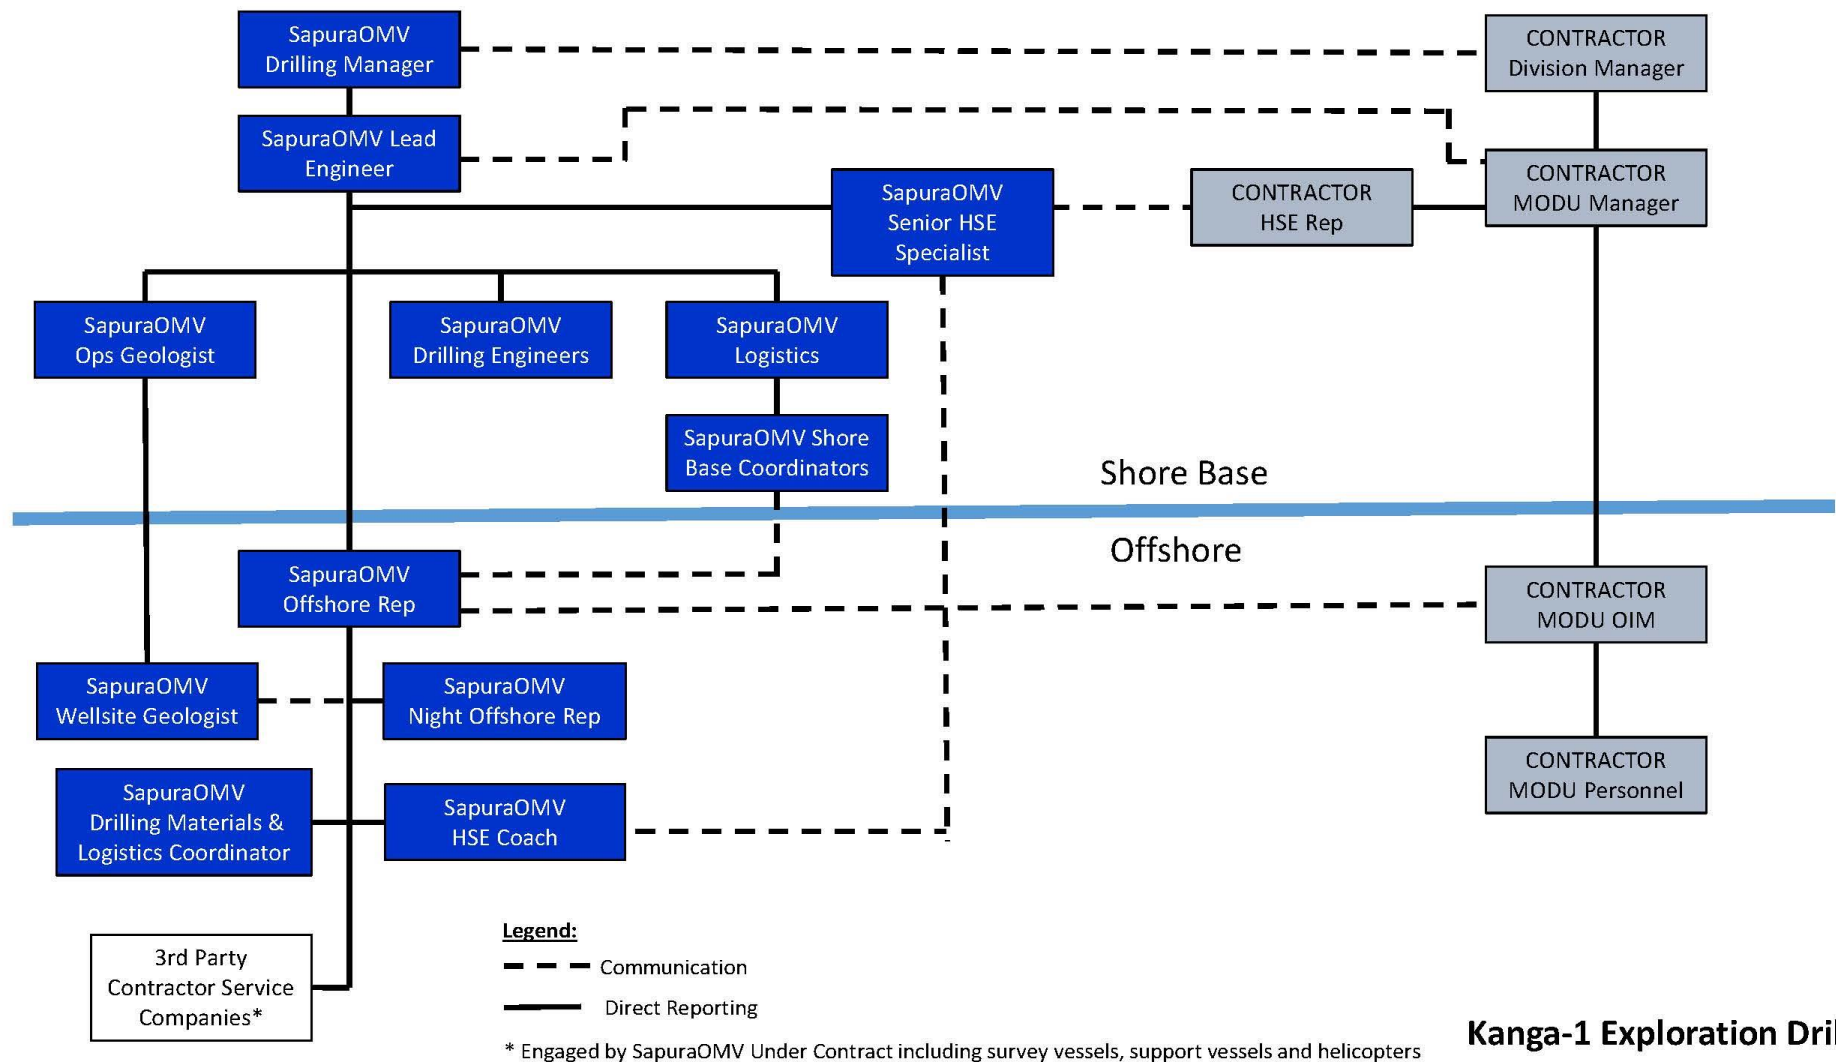 SapuraOMV
Drilling Manager
CONTRACTOR
Division Manager
SapuraOMV Lead
Engineer
CONTRACTOR
MODU Manager
SapuraOMV
Senior HSE
Specialist
CONTRACTOR
HSE Rep
SapuraOMV
Ops Geologist
SapuraOMV
Drilling Engineers
SapuraOMV
Logistics
SapuraOMV Shore
Base Coordinators
Shore Base
Offshore
SapuraOMV
Offshore Rep
CONTRACTOR
MODU OIM
SapuraOMV
Wellsite Geologist
SapuraOMV
Night Offshore Rep
CONTRACTOR
MODU Personnel
SapuraOMV
Drilling Materials &
Logistics Coordinator
SapuraOMV
HSE Coach
3rd Party
Contractor Service
Companies*
Legend:
Communication
Direct Reporting
* Engaged by SapuraOMV Under Contract including survey vessels, support vessels and helicopters
Kanga-1 Exploration Dril